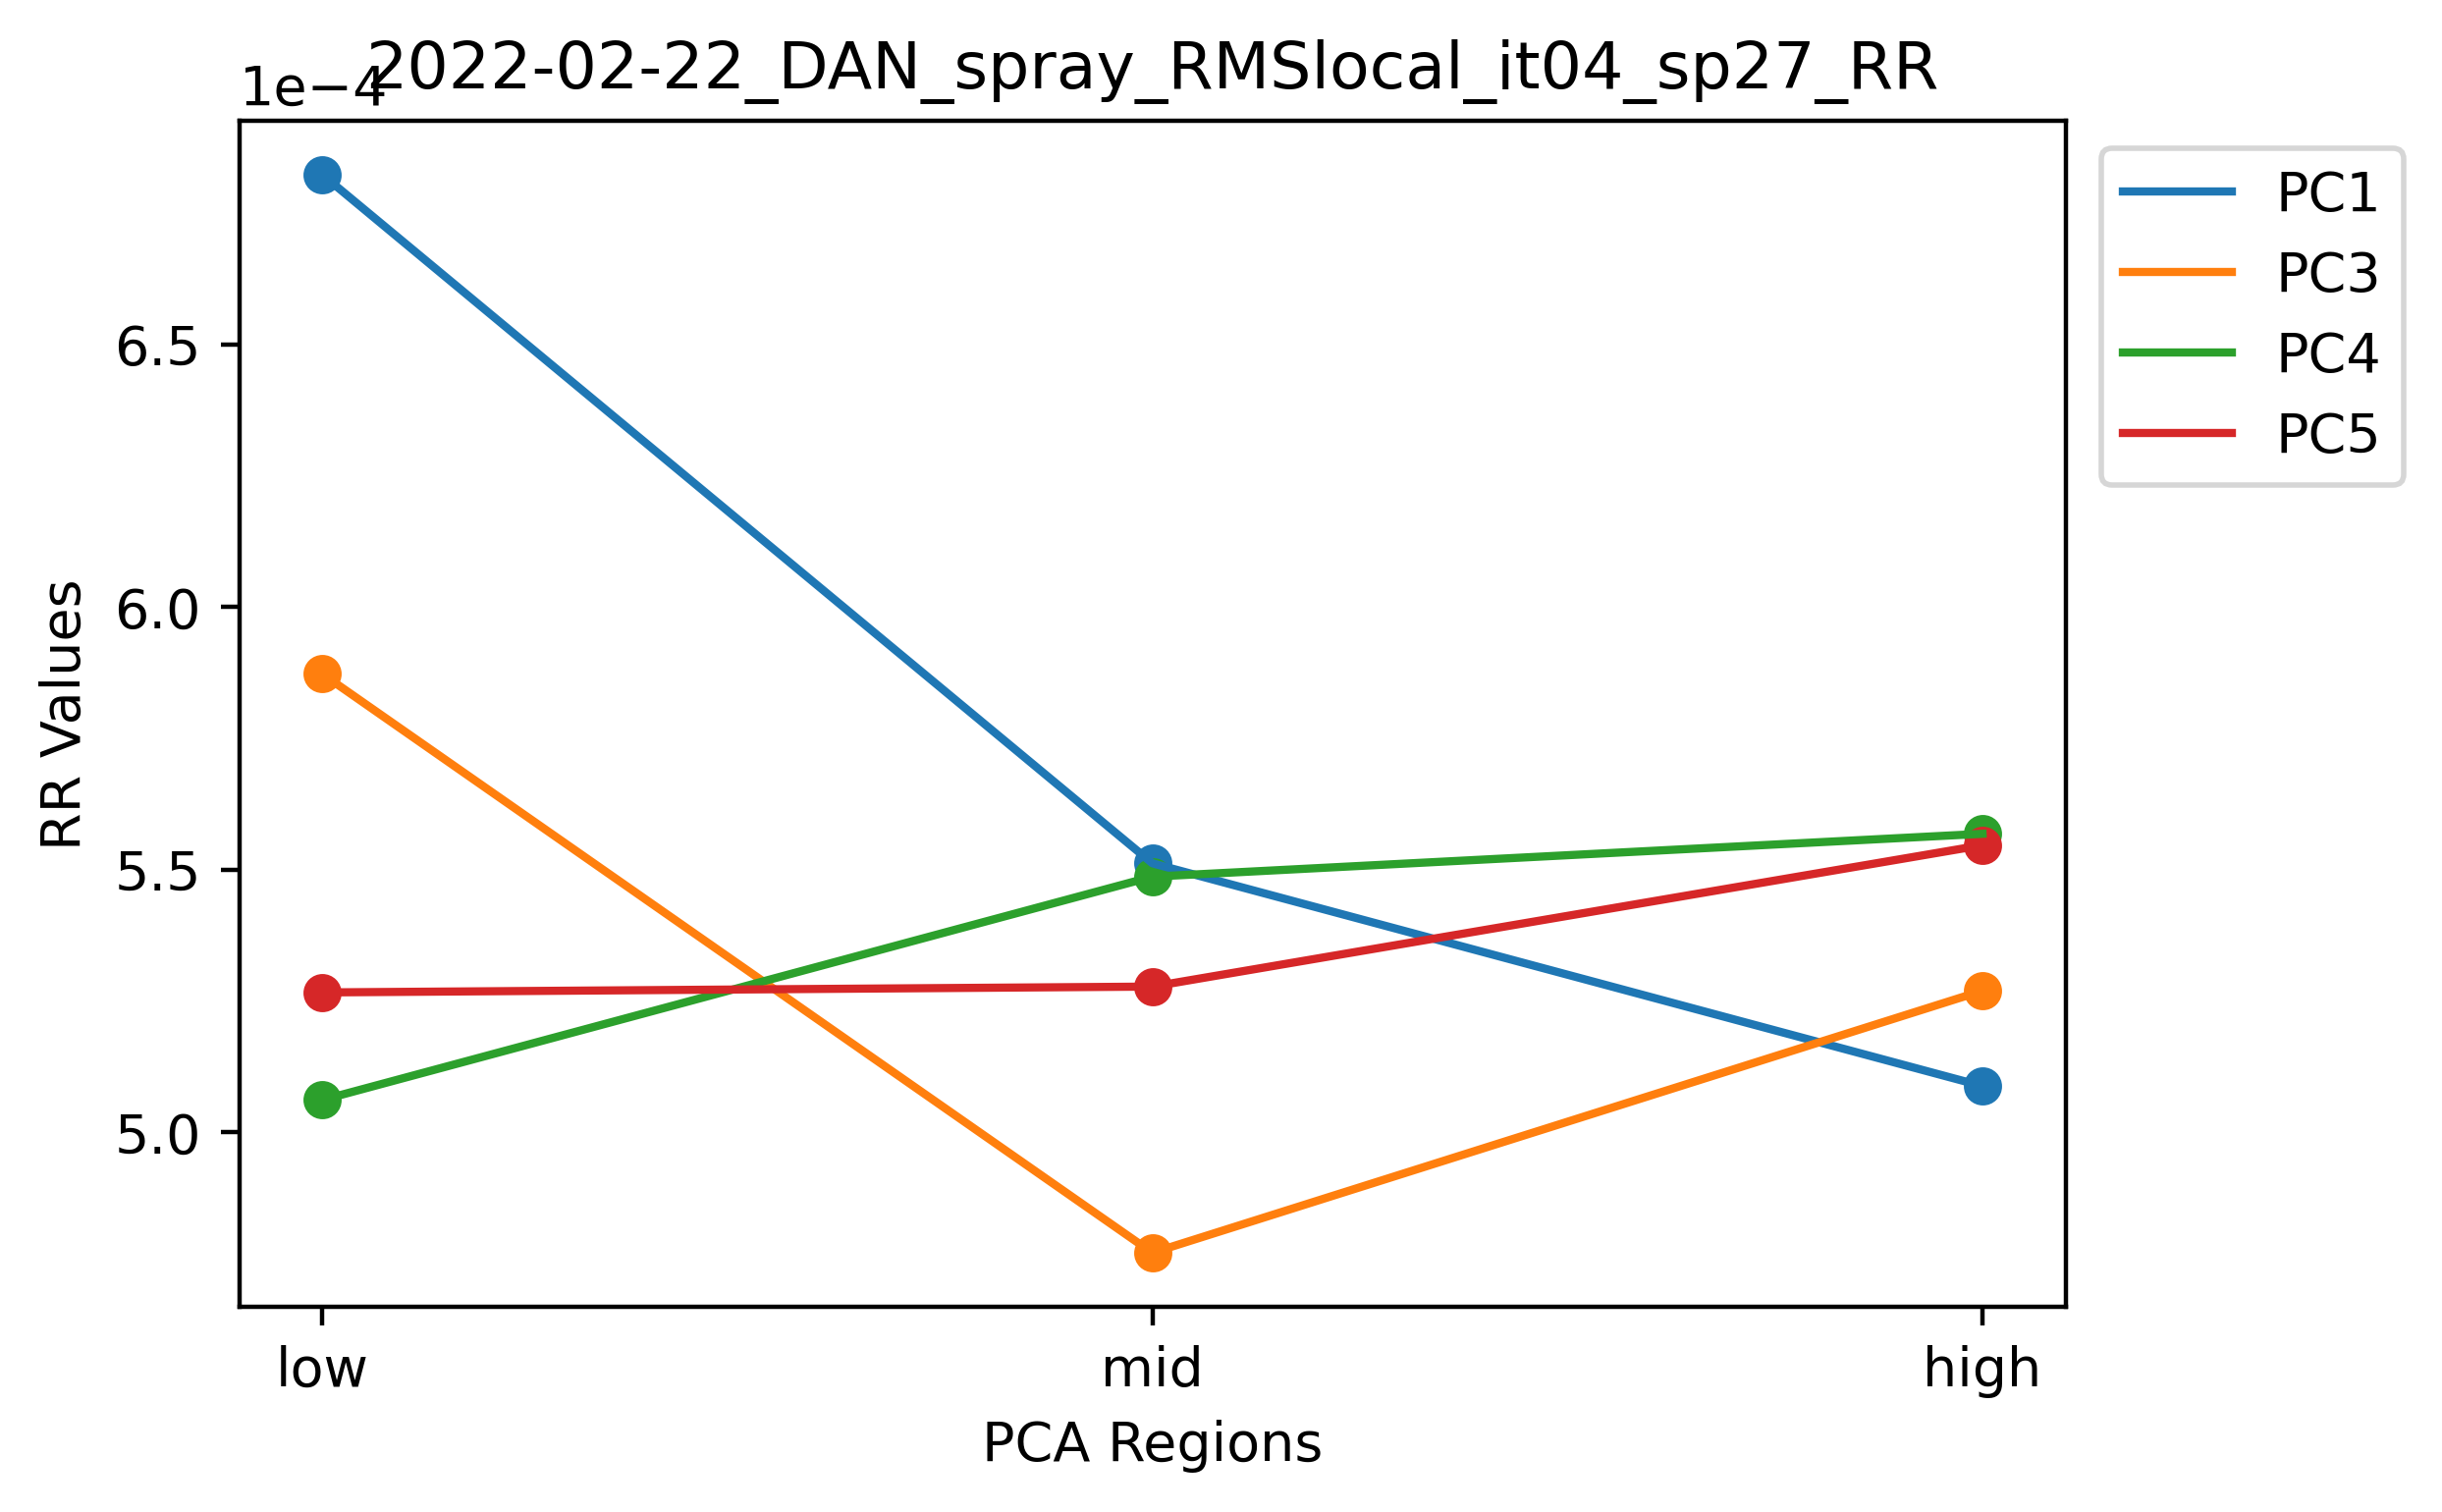 2022-02-22_DAN_spray_RMSlocal_it04_sp27_RR
1e−4
PC1
PC3
PC4
PC5
6.5
6.0
5.5
5.0
RR Values
low mid high
PCA Regions